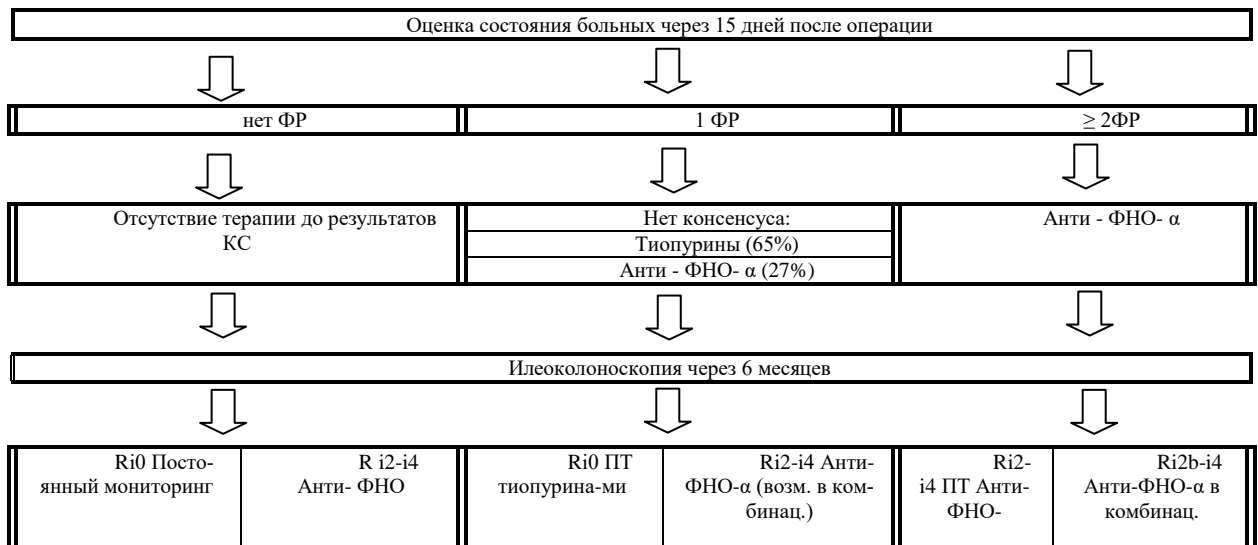 Оценка состояния больных через 15 дней после операции
нет ФР
1 ФР
≥ 2ФР
Отсутствие терапии до результатов
КС
Нет консенсуса:
Тиопурины (65%)
Анти - ФНО- α (27%)
Анти - ФНО- α
Илеоколоноскопия через 6 месяцев
Ri0 Посто-
янный мониторинг
R i2-i4
Анти- ФНО
Ri0 ПТ
тиопурина-ми
Ri2-i4 Анти-
ФНО-α (возм. в ком-
бинац.)
Ri2-
i4 ПТ Анти-
ФНО-
Ri2b-i4
Анти-ФНО-α в
комбинац.